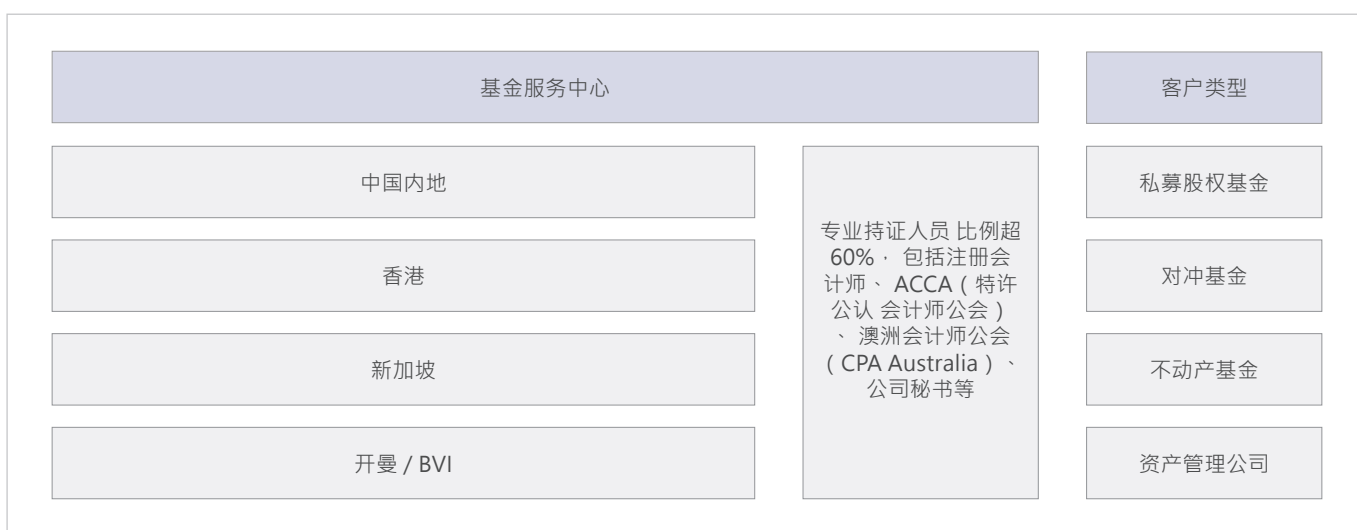 基金服务中心
客户类型
中国内地
香港
新加坡
开曼 / BVI
专业持证人员 比例超
60%， 包括注册会
计师、 ACCA（特许
公认 会计师公会）
、 澳洲会计师公会
（CPA Australia）、
公司秘书等
私募股权基金
对冲基金
不动产基金
资产管理公司